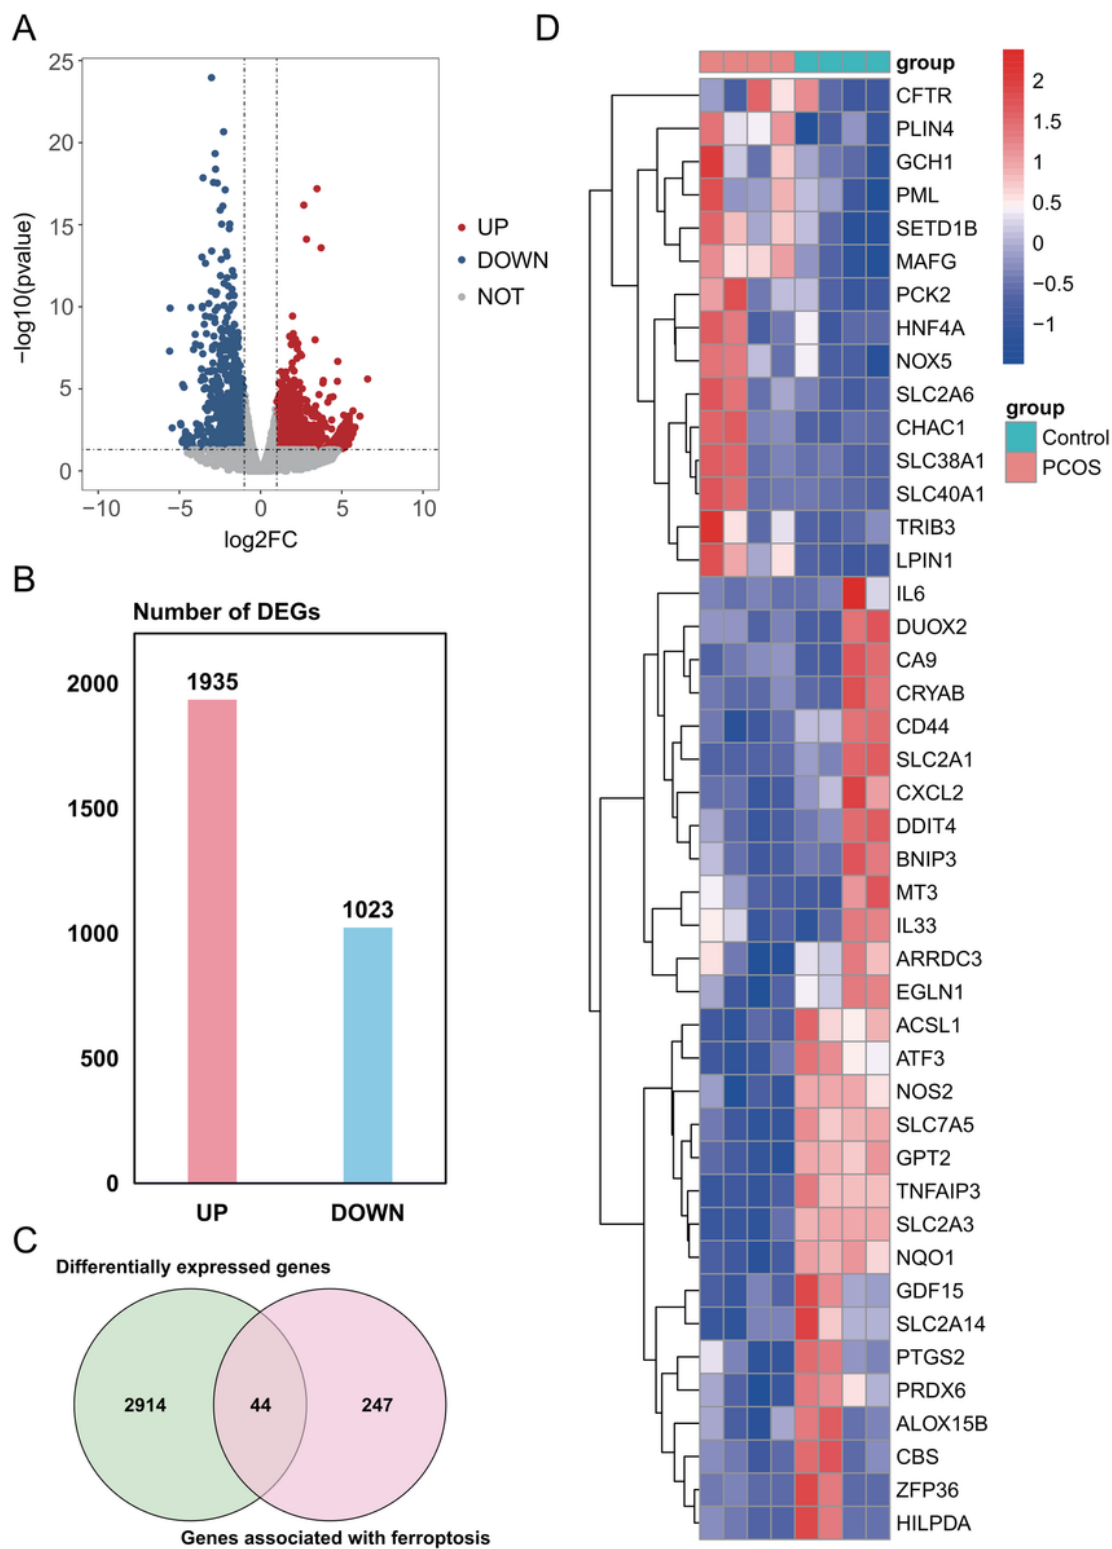 A
25
20
15
10
5
0
−log10(pvalue)
−10
−5
0
5
10
log2FC
UP
DOWN
NOT
B
Number of DEGs
2000
1500
1000
500
0
1935
1023
UP
DOWN
C
Differentially expressed genes
2914
44
247
Genes associated with ferroptosis
D
group
CFTR
PLIN4
GCH1
PML
SETD1B
MAFG
PCK2
HNF4A
NOX5
SLC2A6
CHAC1
SLC38A1
SLC40A1
TRIB3
LPIN1
IL6
DUOX2
CA9
CRYAB
CD44
SLC2A1
CXCL2
DDIT4
BNIP3
MT3
IL33
ARRDC3
EGLN1
ACSL1
ATF3
NOS2
SLC7A5
GPT2
TNFAIP3
SLC2A3
NQO1
GDF15
SLC2A14
PTGS2
PRDX6
ALOX15B
CBS
ZFP36
HILPDA
2
1.5
1
0.5
0
−0.5
−1
group
Control
PCOS